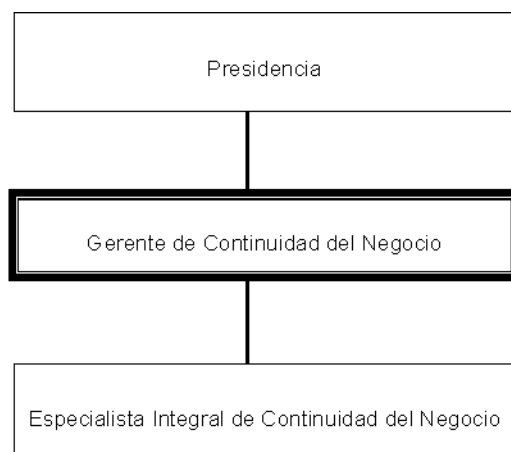 Presidencia
Gerente de Continuidad del Negocio
Especialista Integral de Continuidad del Negocio